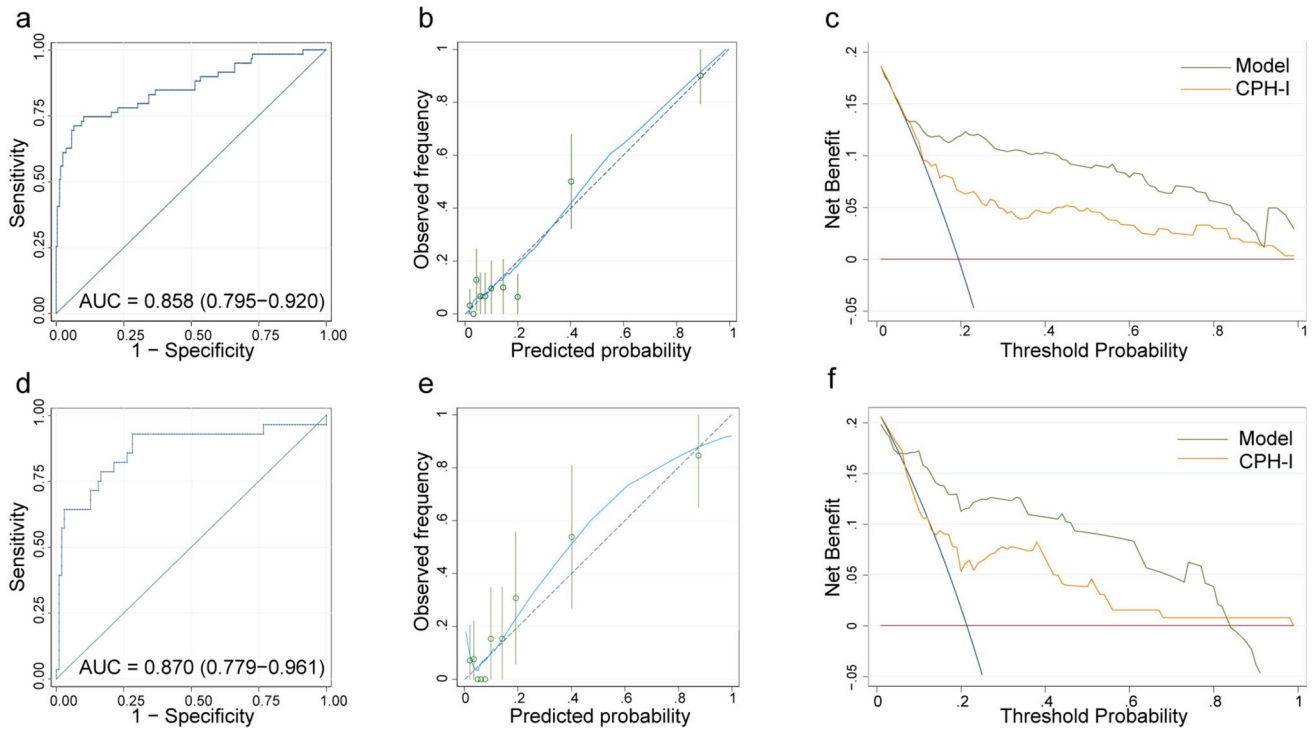 a
Sensitivity
1.00
0.75
0.50
0.25
0.00
AUC = 0.858 (0.795–0.920)
0.00 0.25 0.50 0.75 1.00
1 – Specificity
b
Observed frequency
1
.8
.6
.4
.2
0
0 .2 .4 .6 .8 1
Predicted probability
c
Net Benefit
.2
.15
.1
.05
0
-.05
Model
CPH-I
0 .2 .4 .6 .8 1
Threshold Probability
d
Sensitivity
1.00
0.75
0.50
0.25
0.00
AUC = 0.870 (0.779–0.961)
0.00 0.25 0.50 0.75 1.00
1 – Specificity
e
Observed frequency
1
.8
.6
.4
.2
0
0 .2 .4 .6 .8 1
Predicted probability
f
Net Benefit
.2
.15
.1
.05
0
-.05
Model
CPH-I
0 .2 .4 .6 .8 1
Threshold Probability